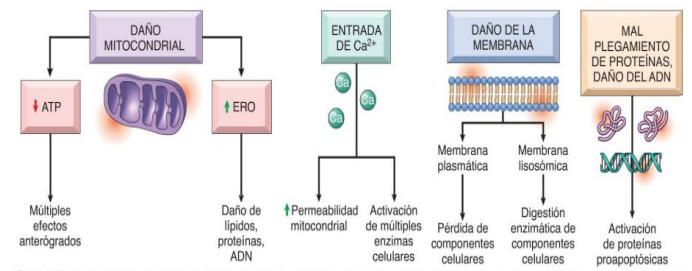 DAÑO
MITOCONDRIAL
ATP
ERO
Múltiples
efectos
anterógrados
Daño de
lípidos,
proteínas,
ADN
ENTRADA
DE Ca2+
Ca
Ca
Ca
Permeabilidad
mitocondrial
Activación
de múltiples
enzimas
celulares
DAÑO DE LA
MEMBRANA
Membrana
plasmática
Membrana
lisosómica
Pérdida de
componentes
celulares
Digestión
enzimática de
componentes
celulares
MAL
PLEGAMIENTO
DE PROTEÍNAS,
DAÑO DEL ADN
Activación
de proteínas
proapoptósicas